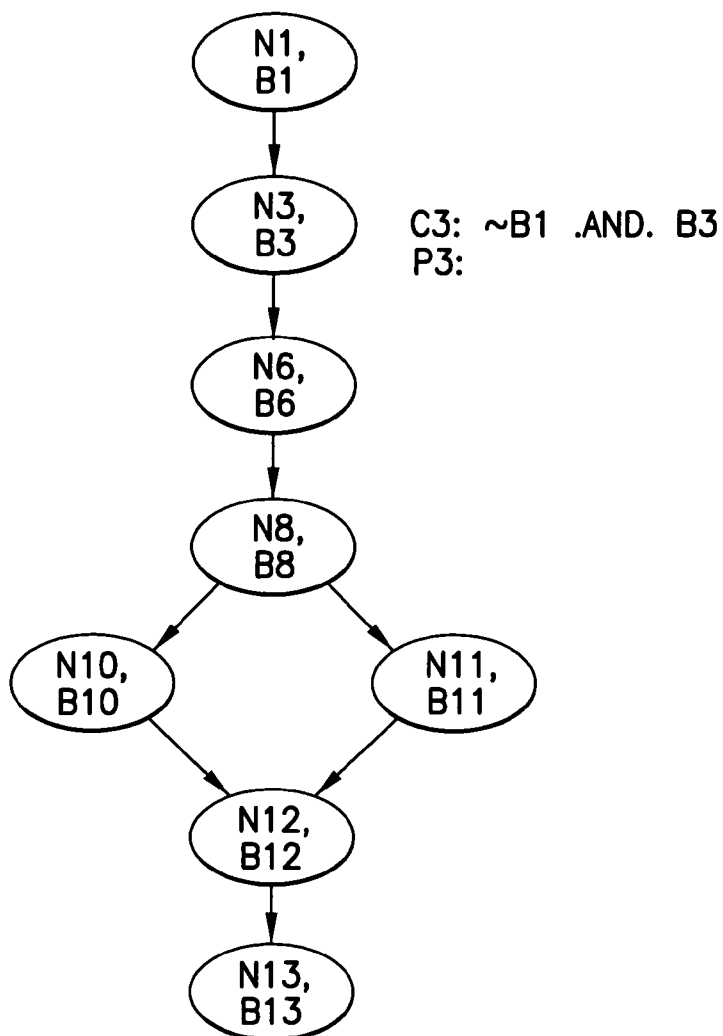 N1,
B1
N3,
B3
C3: ~B1 .AND. B3
P3:
N6,
B6
N8,
B8
N10,
B10
N11,
B11
N12,
B12
N13,
B13